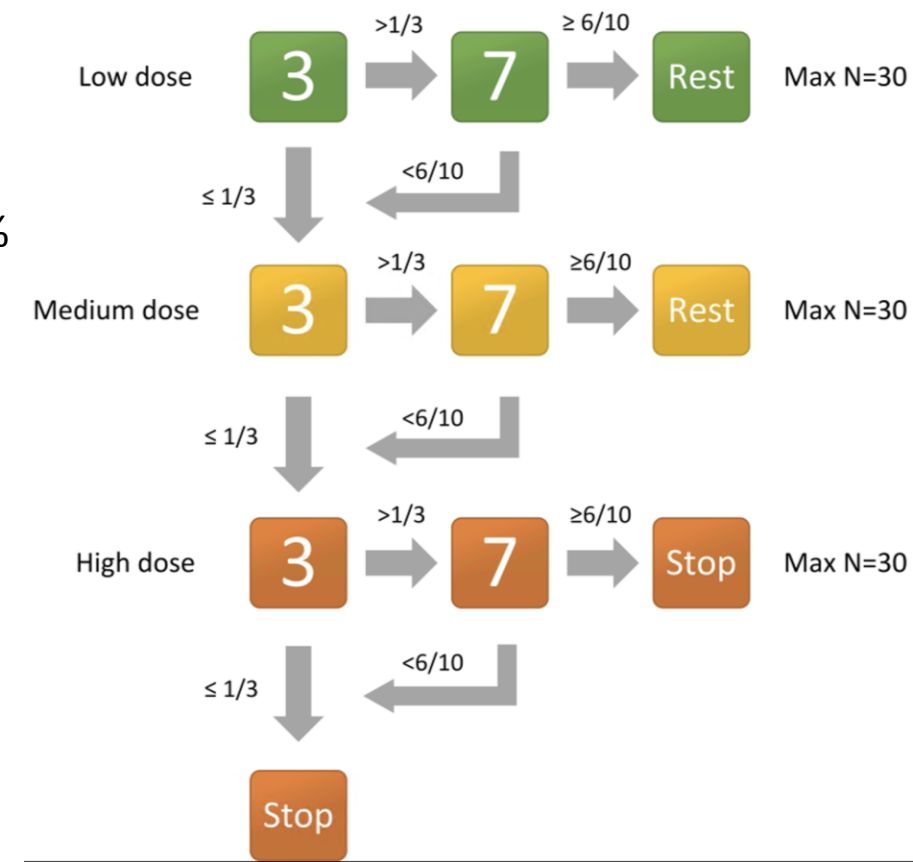 >1/3
≥ 6/10
Low dose
3
7
Rest
Max N=30
≤ 1/3
<6/10
%
>1/3
≥6/10
Medium dose
3
7
Rest
Max N=30
≤ 1/3
<6/10
>1/3
≥6/10
High dose
3
7
Stop
Max N=30
≤ 1/3
<6/10
Stop